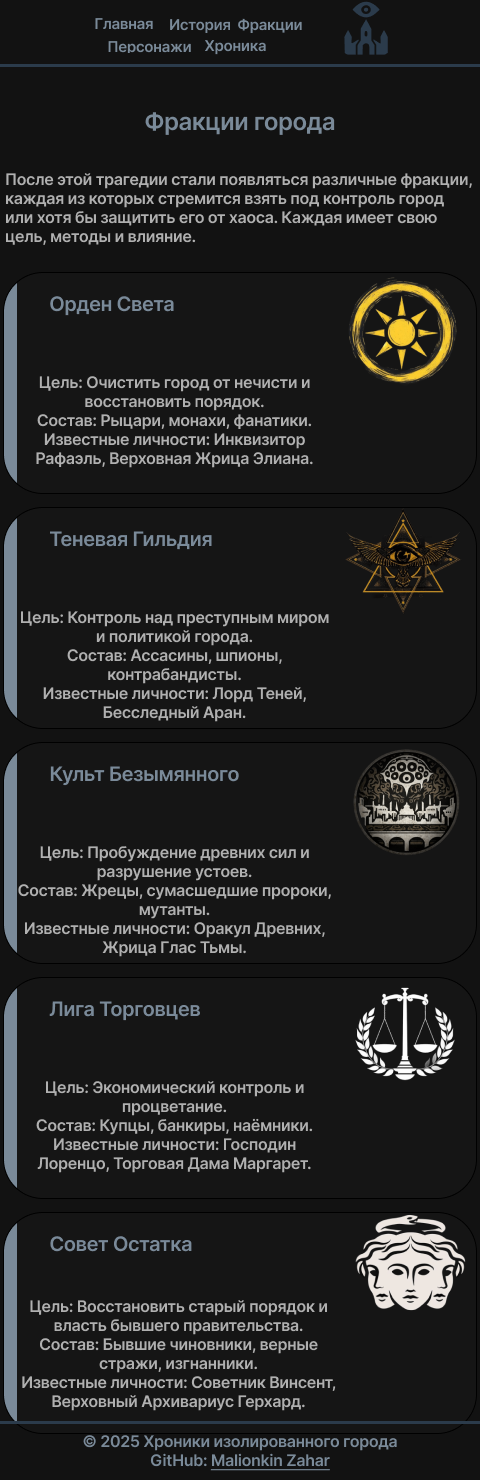 Главная История Фракции
Персонажи Хроника
Фракции города
После этой трагедии стали появляться различные фракции,
каждая из которых стремится взять под контроль город
или хотя бы защитить его от хаоса. Каждая имеет свою
цель, методы и влияние.
Орден Света
Цель: Очистить город от нечисти и
восстановить порядок.
Состав: Рыцари, монахи, фанатики.
Известные личности: Инквизитор
Рафаэль, Верховная Жрица Элиана.
Теневая Гильдия
Цель: Контроль над преступным миром
и политикой города.
Состав: Ассасины, шпионы,
контрабандисты.
Известные личности: Лорд Теней,
Бесследный Аран.
Культ Безымянного
Цель: Пробуждение древних сил и
разрушение устоев.
Состав: Жрецы, сумасшедшие пророки,
мутанты.
Известные личности: Оракул Древних,
Жрица Глас Тьмы.
Лига Торговцев
Цель: Экономический контроль и
процветание.
Состав: Купцы, банкиры, наёмники.
Известные личности: Господин
Лоренцо, Торговая Дама Маргарет.
Совет Остатка
Цель: Восстановить старый порядок и
власть бывшего правительства.
Состав: Бывшие чиновники, верные
стражи, изгнанники.
Известные личности: Советник Винсент,
Верховный Архивариус Герхард.
© 2025 Хроники изолированного города
GitHub: Malionkin Zahar